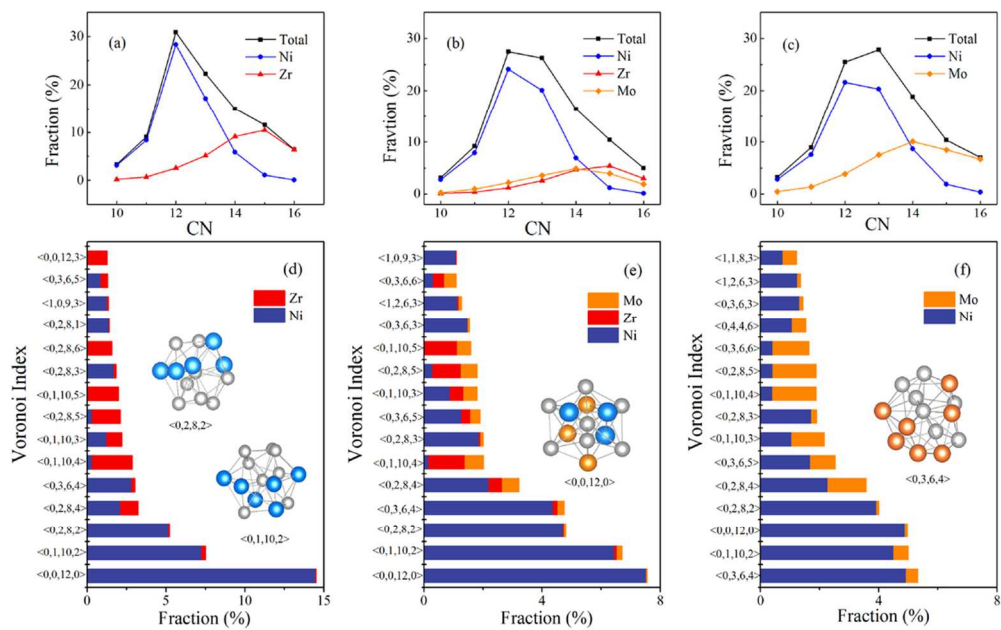 (a)
Total
Ni
Zr
Fraction (%)
30
20
10
0
10
12
14
16
CN
(b)
Total
Ni
Zr
Mo
Fraction (%)
30
20
10
0
10
12
14
16
CN
(c)
Total
Ni
Mo
Fravtion (%)
30
20
10
0
10
12
14
16
CN
(d)
Zr
Ni
Voronoi Index
<0,0,12,3>
<0,3,6,5>
<1,0,9,3>
<0,2,8,1>
<0,2,8,6>
<0,2,8,3>
<0,1,10,5>
<0,2,8,5>
<0,1,10,3>
<0,1,10,4>
<0,3,6,4>
<0,2,8,4>
<0,2,8,2>
<0,1,10,2>
<0,0,12,0>
<0,2,8,2>
<0,1,10,2>
0
5
10
15
Fraction (%)
(e)
Mo
Zr
Ni
Voronoi Index
<1,0,9,3>
<0,3,6,6>
<1,2,6,3>
<0,3,6,3>
<0,1,10,5>
<0,2,8,5>
<0,1,10,3>
<0,3,6,5>
<0,2,8,3>
<0,1,10,4>
<0,2,8,4>
<0,3,6,4>
<0,2,8,2>
<0,1,10,2>
<0,0,12,0>
<0,0,12,0>
0
4
8
Fraction (%)
(f)
Mo
Ni
Voronoi Index
<1,1,8,3>
<1,2,6,3>
<0,3,6,3>
<0,4,4,6>
<0,3,6,6>
<0,2,8,5>
<0,1,10,4>
<0,2,8,3>
<0,1,10,3>
<0,3,6,5>
<0,2,8,4>
<0,2,8,2>
<0,0,12,0>
<0,1,10,2>
<0,3,6,4>
<0,3,6,4>
0
4
8
Fraction (%)